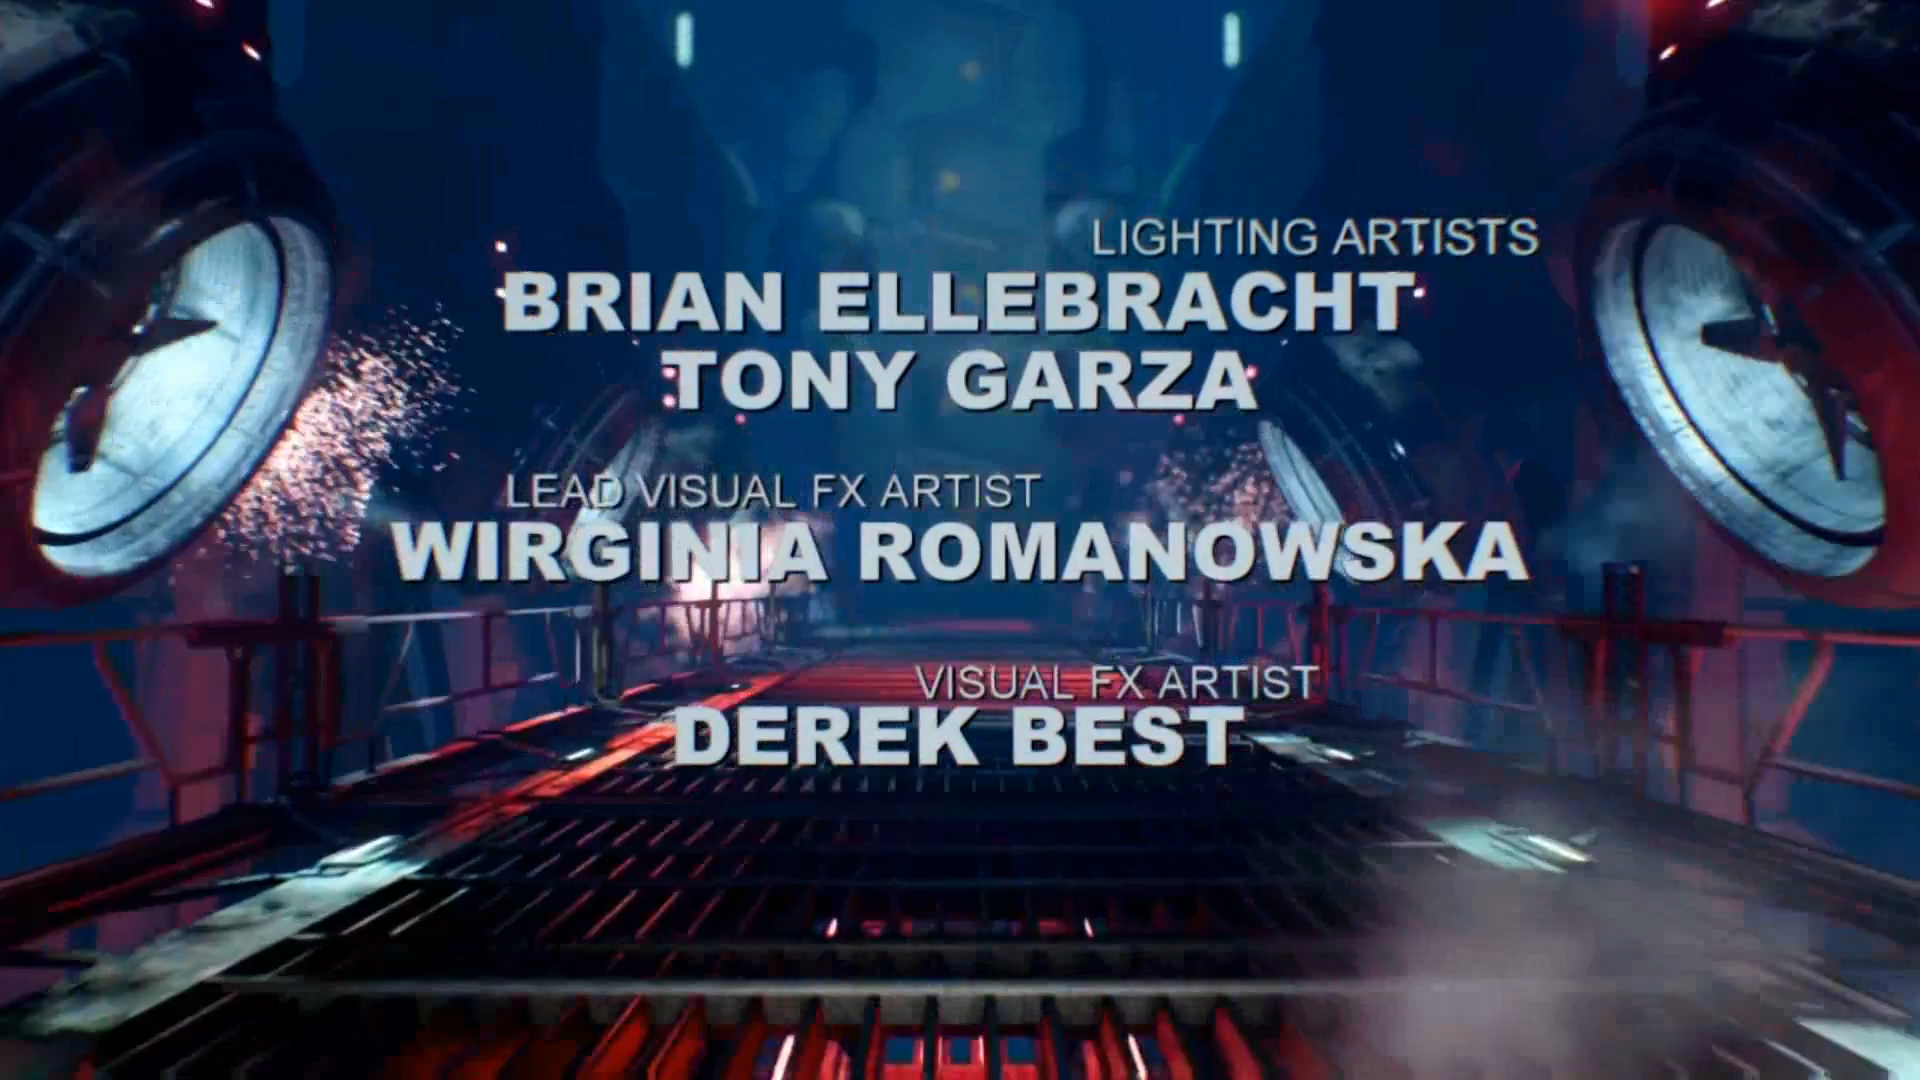 LIGHTING ARTISTS
BRIAN ELLEBRACHT
TONY GARZA
LEAD VISUAL FX ARTIST
WIRGINIA ROMANOWSKA
VISUAL FX ARTIST
DEREK BEST